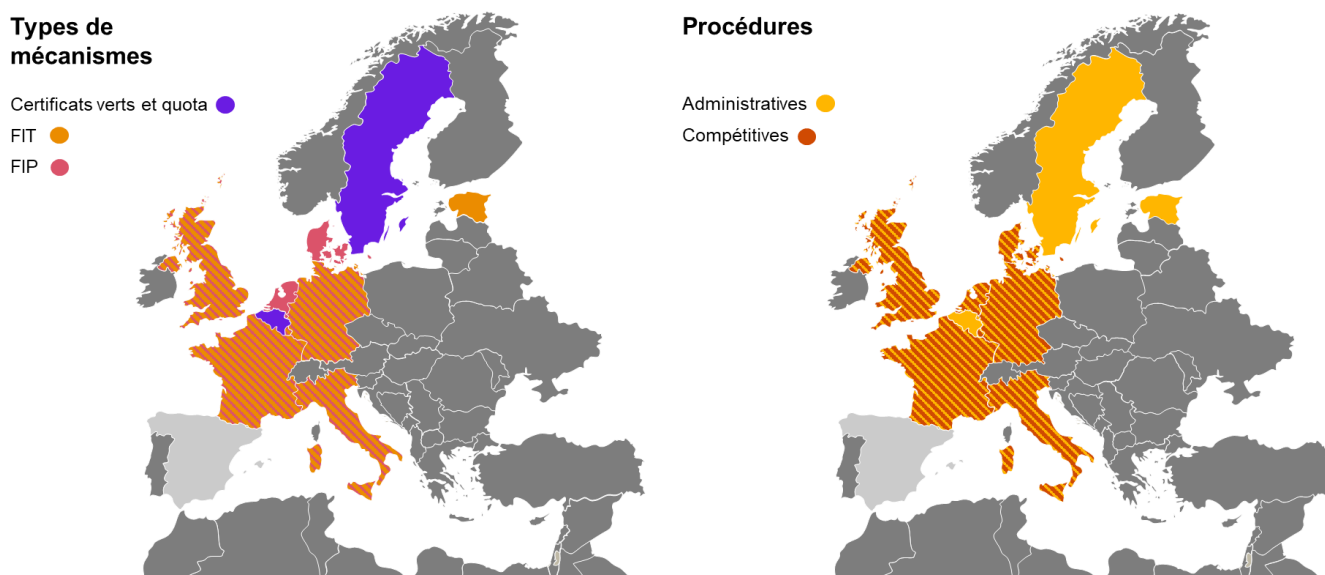 Types de
mécanismes
Certificats verts et quota
FIT
FIP
Procédures
Administratives
Compétitives